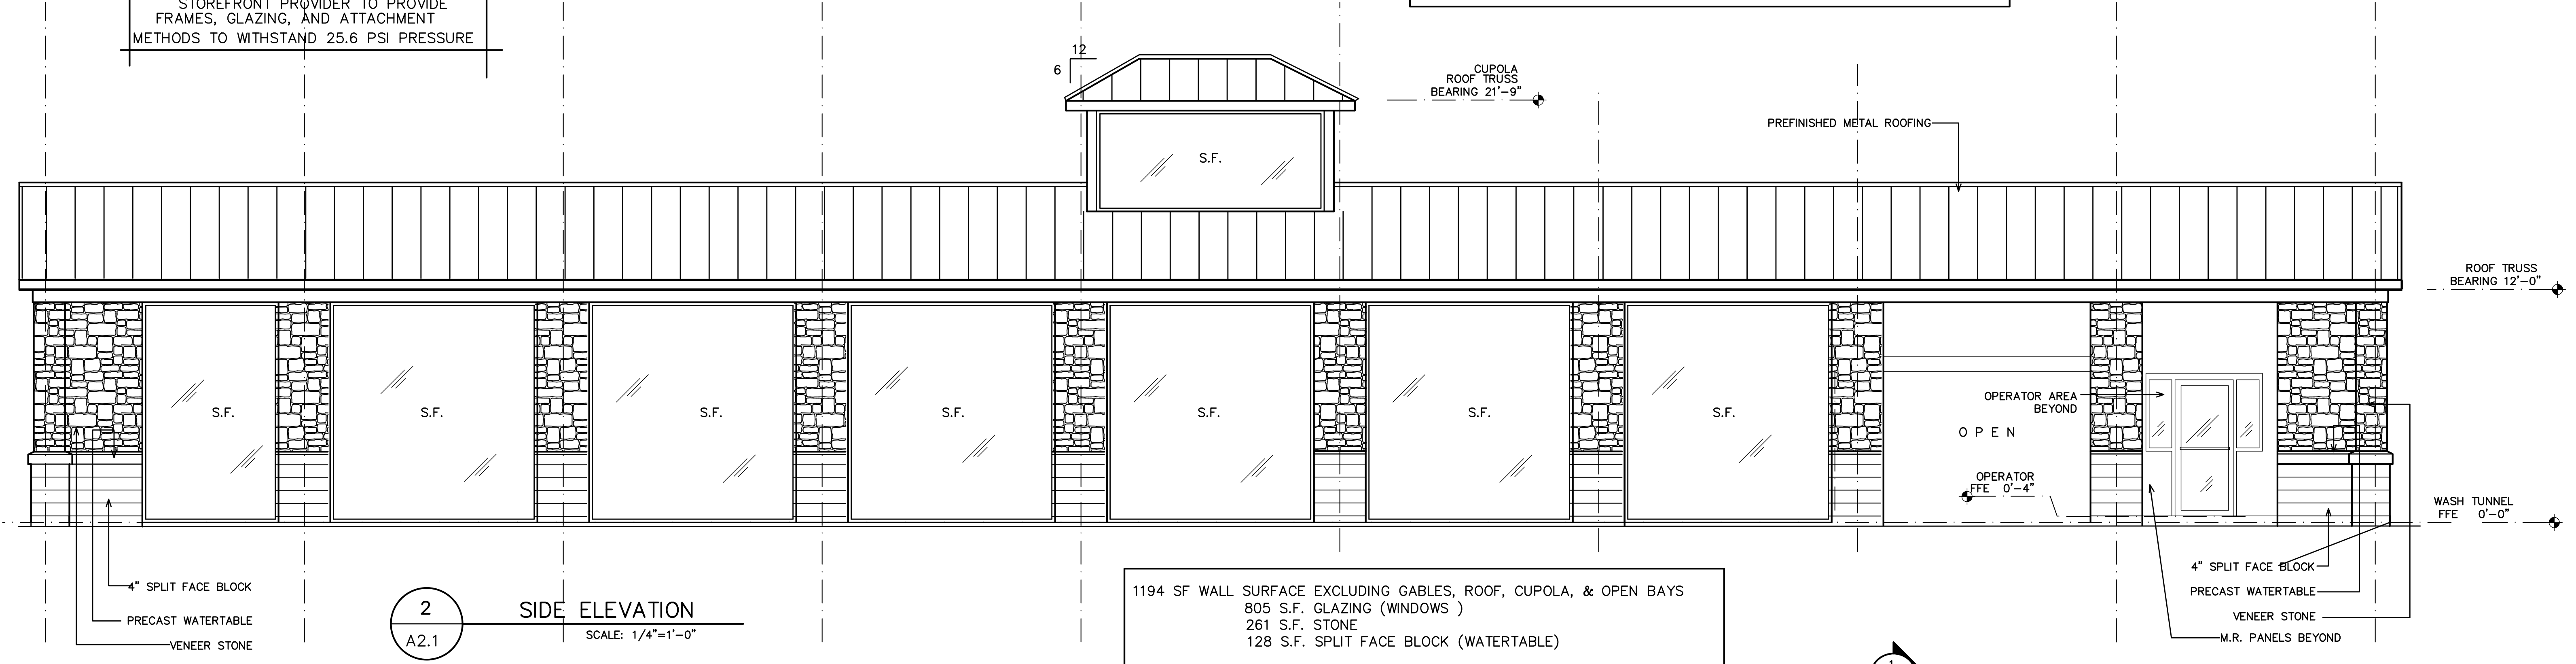 STOREFRONT PROVIDER TO PROVIDE
FRAMES, GLAZING, AND ATTACHMENT
METHODS TO WITHSTAND 25.6 PSI PRESSURE
12
6
CUPOLA
ROOF TRUSS
BEARING 21'-9"
PREFINISHED METAL ROOFING
S.F.
ROOF TRUSS
BEARING 12'-0"
S.F.
S.F.
S.F.
S.F.
S.F.
S.F.
S.F.
OPERATOR AREA
BEYOND
OPEN
OPERATOR
FFE 0'-4"
WASH TUNNEL
FFE 0'-0"
4" SPLIT FACE BLOCK
PRECAST WATERTABLE
VENEER STONE
2
A2.1
SIDE ELEVATION
SCALE: 1/4"=1'-0"
1194 SF WALL SURFACE EXCLUDING GABLES, ROOF, CUPOLA, & OPEN BAYS
805 S.F. GLAZING (WINDOWS )
261 S.F. STONE
128 S.F. SPLIT FACE BLOCK (WATERTABLE)
4" SPLIT FACE BLOCK
PRECAST WATERTABLE
VENEER STONE
M.R. PANELS BEYOND
1